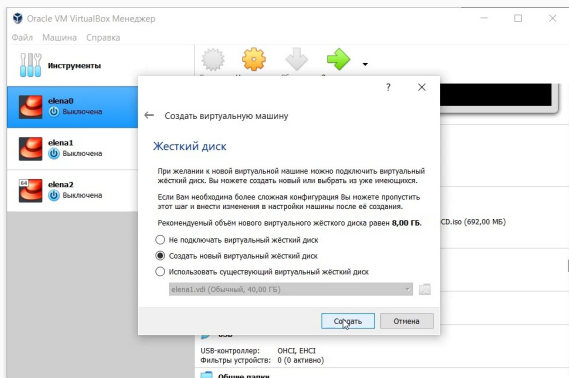 Oracle VM VirtualBox Менеджер
Файл Машина Справка
Инструменты
elena0
Выключена
elena1
Выключена
64
elena2
Выключена
?
Создать виртуальную машину
Жесткий диск
При желании к новой виртуальной машине можно подключить виртуальный
жёсткий диск. Вы можете создать новый или выбрать из уже имеющихся.
Если Вам необходима более сложная конфигурация Вы можете пропустить
этот шаг и внести изменения в настройки машины после её создания.
Рекомендуемый объём нового виртуального жёсткого диска равен 8,00 ГБ.
Не подключать виртуальный жёсткий диск
Создать новый виртуальный жёсткий диск
Использовать существующий виртуальный жёсткий диск
elena1.vdi (Обычный, 40,00 ГБ)
Создать Отмена
CD.iso (692,00 МБ)
USB
USB-контроллер: OHCI, EHCI
Фильтры устройств: 0 (0 активно)
Общие папки